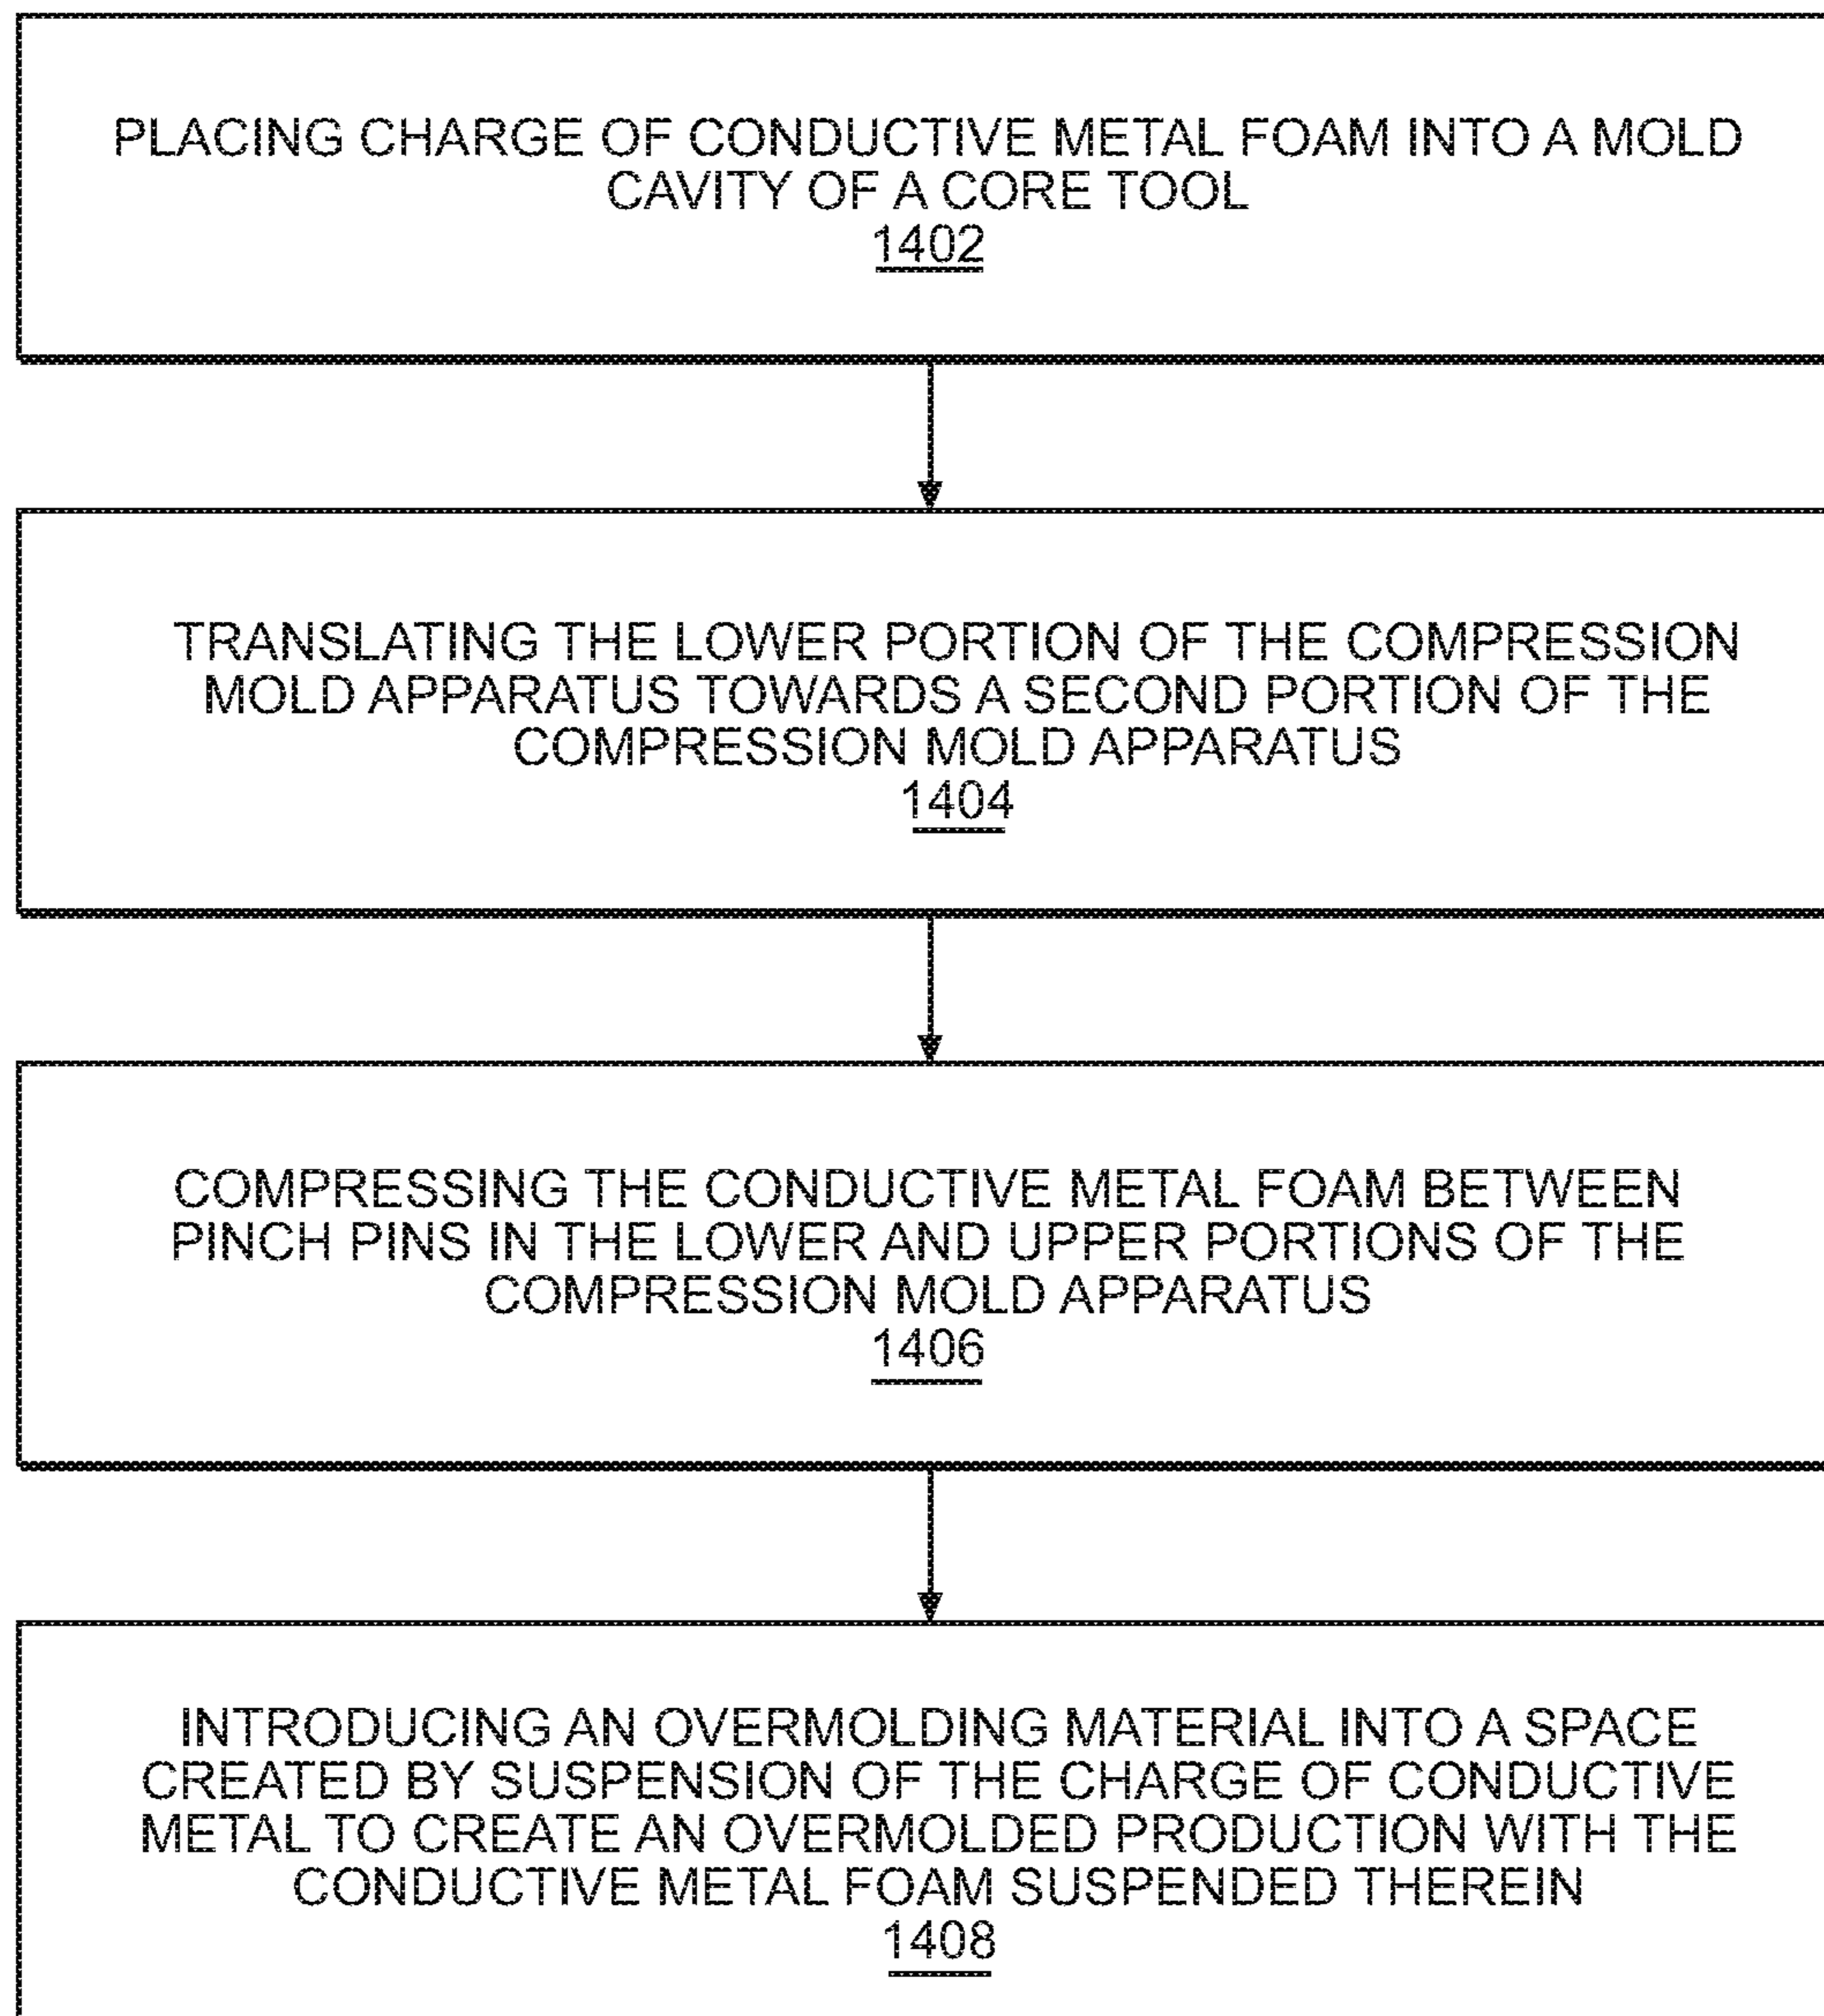 PLACING CHARGE OF CONDUCTIVE METAL FOAM INTO A MOLD
CAVITY OF A CORE TOOL
1402
TRANSLATING THE LOWER PORTION OF THE COMPRESSION
MOLD APPARATUS TOWARDS A SECOND PORTION OF THE
COMPRESSION MOLD APPARATUS
1404
COMPRESSING THE CONDUCTIVE METAL FOAM BETWEEN
PINCH PINS IN THE LOWER AND UPPER PORTIONS OF THE
COMPRESSION MOLD APPARATUS
1406
INTRODUCING AN OVERMOLDING MATERIAL INTO A SPACE
CREATED BY SUSPENSION OF THE CHARGE OF CONDUCTIVE
METAL TO CREATE AN OVERMOLDED PRODUCTION WITH THE
CONDUCTIVE METAL FOAM SUSPENDED THEREIN
1408